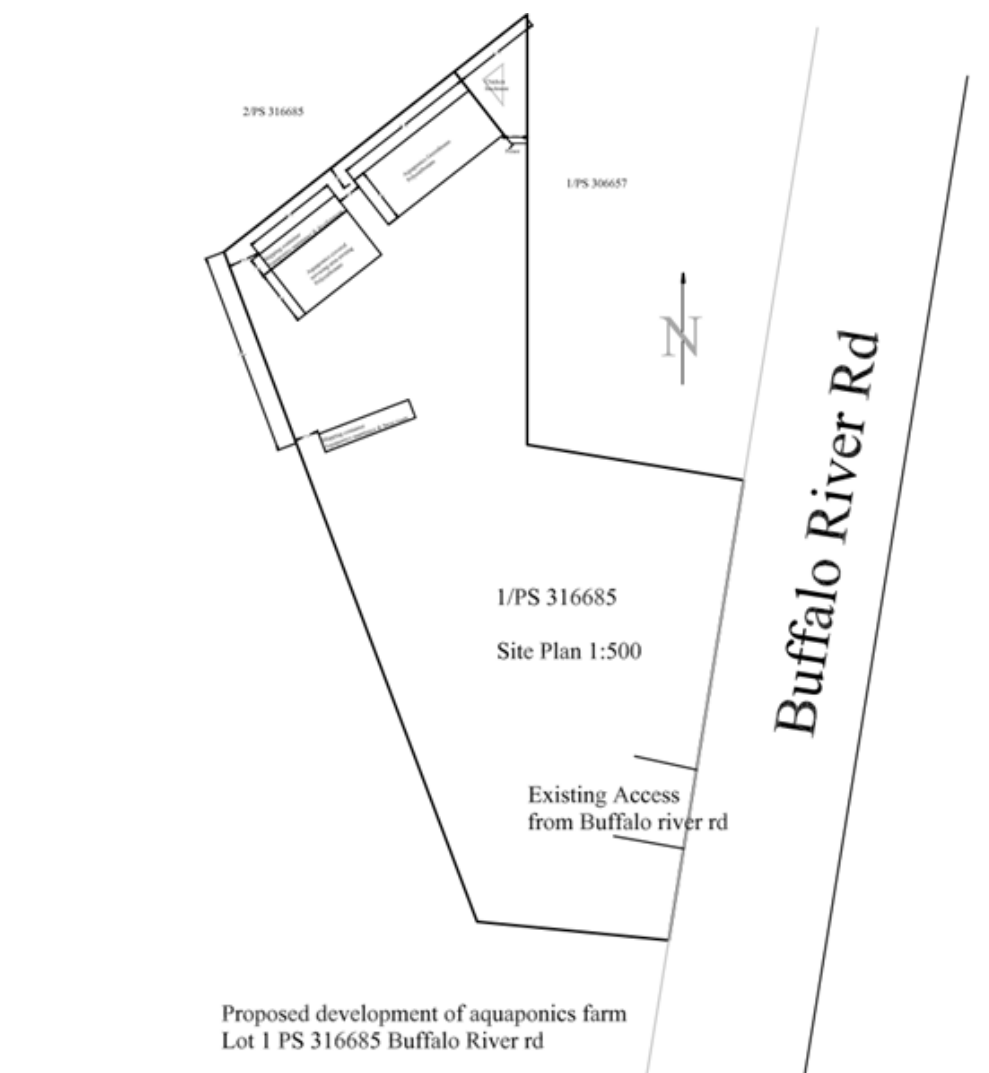 2/PS 316685
1/PS 306657
N
Buffalo River Rd
1/PS 316685
Site Plan 1:500
Existing Access
from Buffalo river rd
Proposed development of aquaponics farm
Lot 1 PS 316685 Buffalo River rd